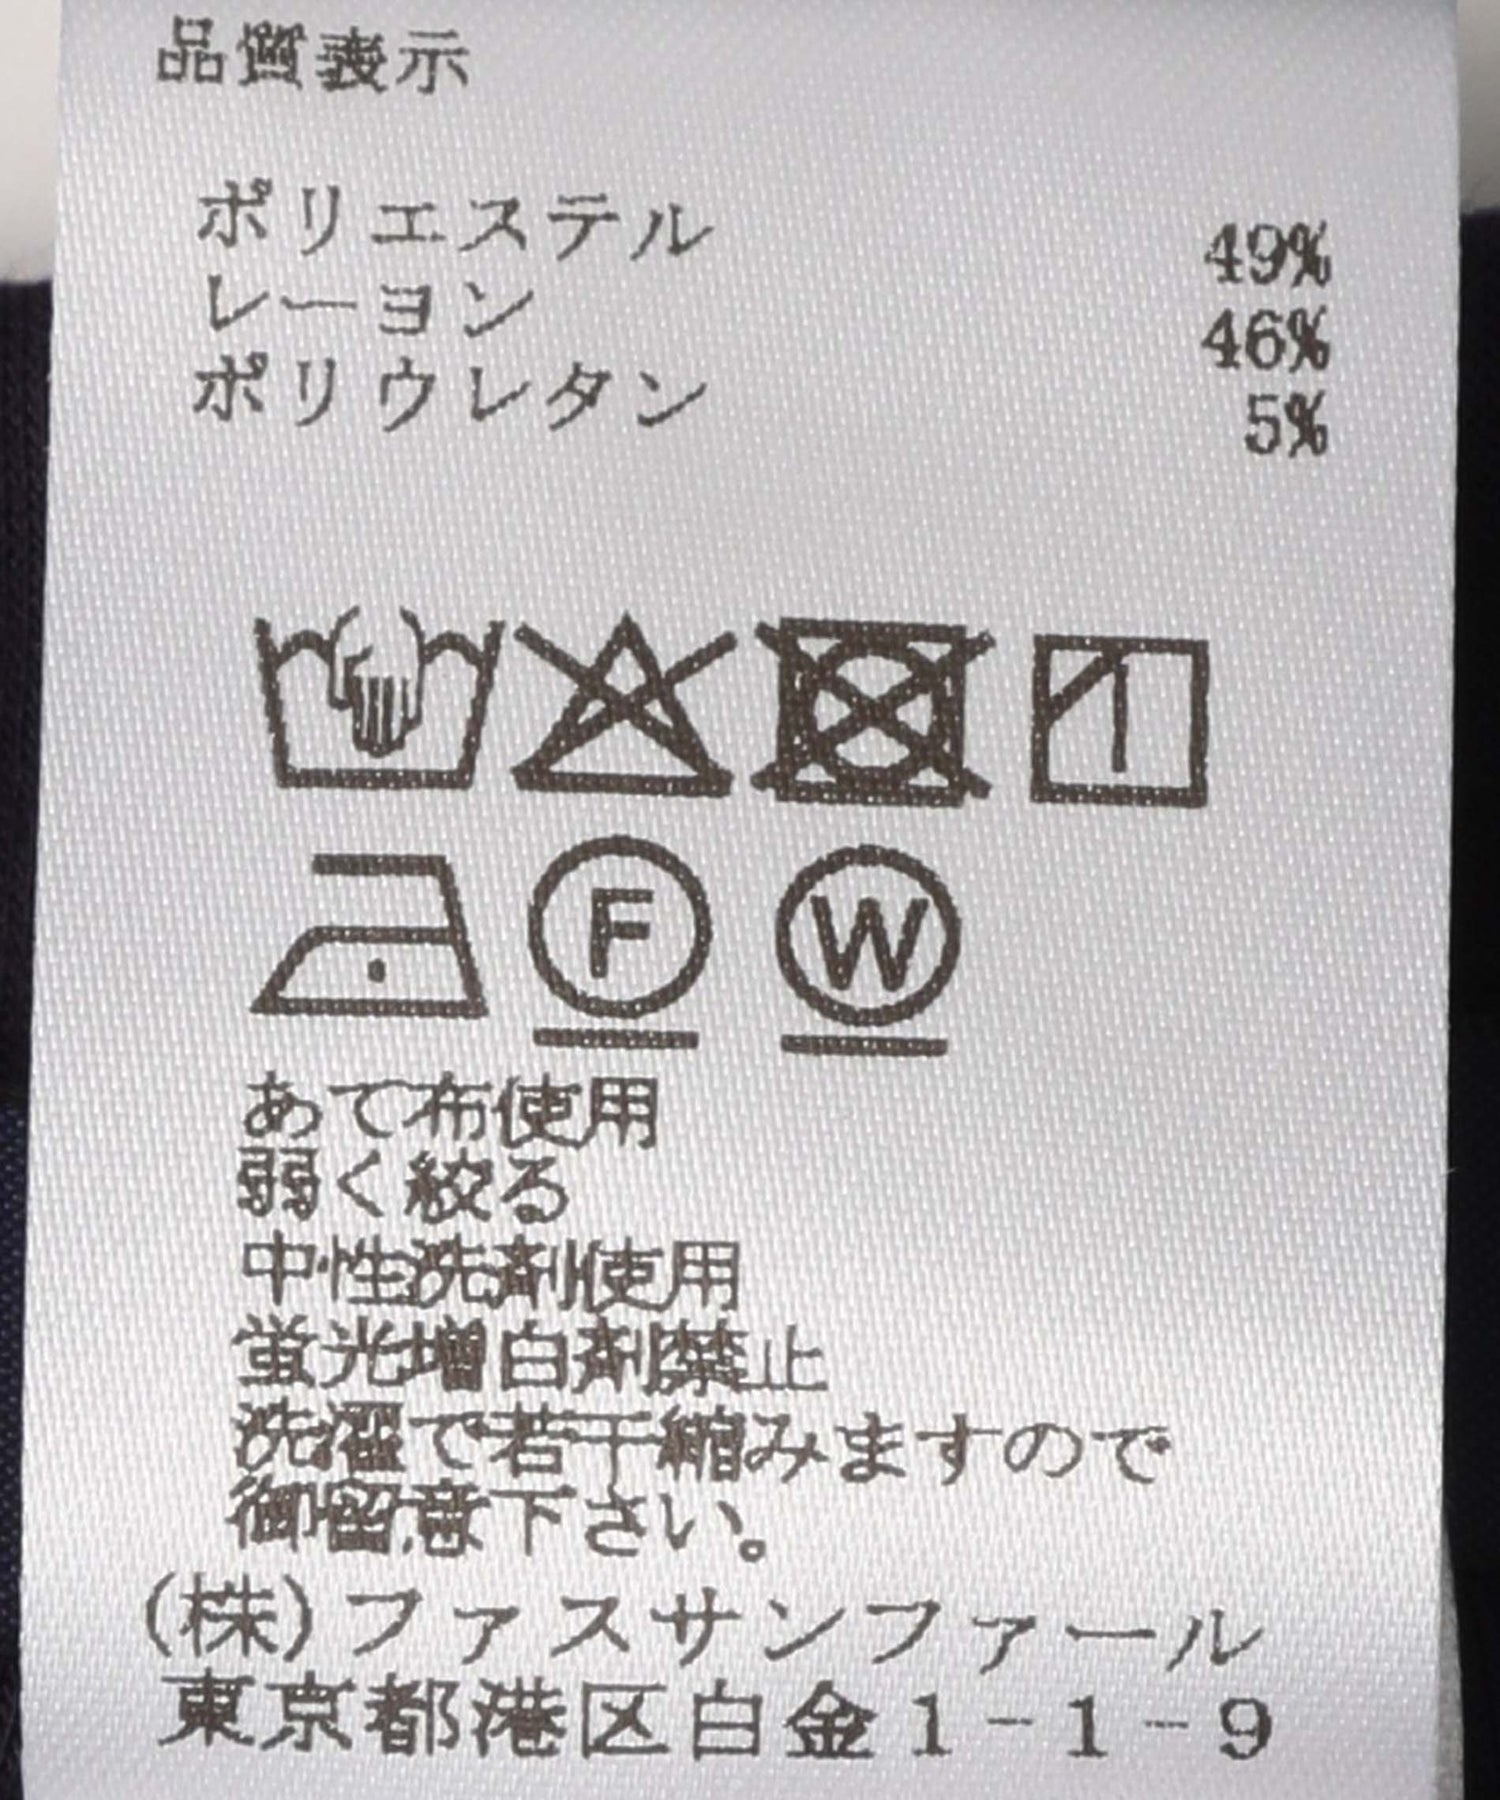 品質表示
ポリエステル 49%
レーヨン 46%
ポリウレタン 5%
F W
あて布使用
弱く絞る
中性洗剤使用
蛍光増白剤禁止
洗濯で若干縮みますので
御留意下さい。
(株)ファスサンファール
東京都港区白金1-1-9